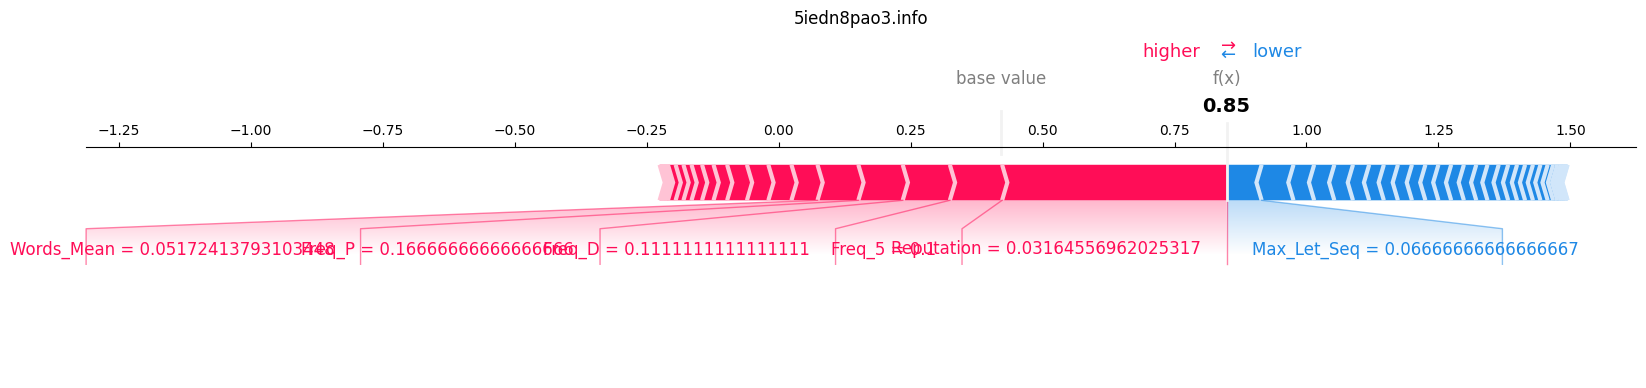 5iedn8pao3.info
higher → ← lower
base value f(x)
0.85
−1.25 −1.00 −0.75 −0.50 −0.25 0.00 0.25 0.50 0.75 1.00 1.25 1.50
Words_Mean = 0.05172413793103448 Freq_P = 0.16666666666666666 Freq_D = 0.1111111111111111 Freq_5 = 0.1 Reputation = 0.03164556962025317 Max_Let_Seq = 0.06666666666666667